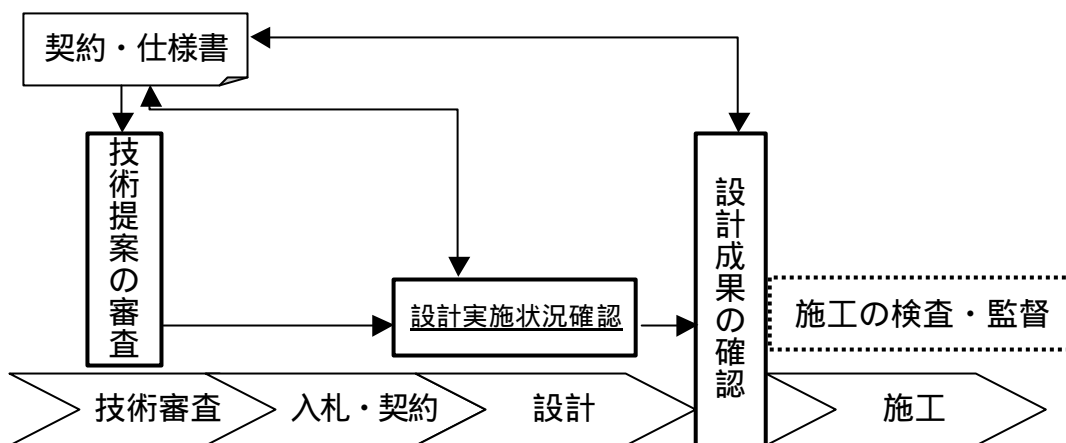 契約・仕様書
技術提案の審査
設計成果の確認
設計実施状況確認
施工の検査・監督
技術審査
入札・契約
設計
施工